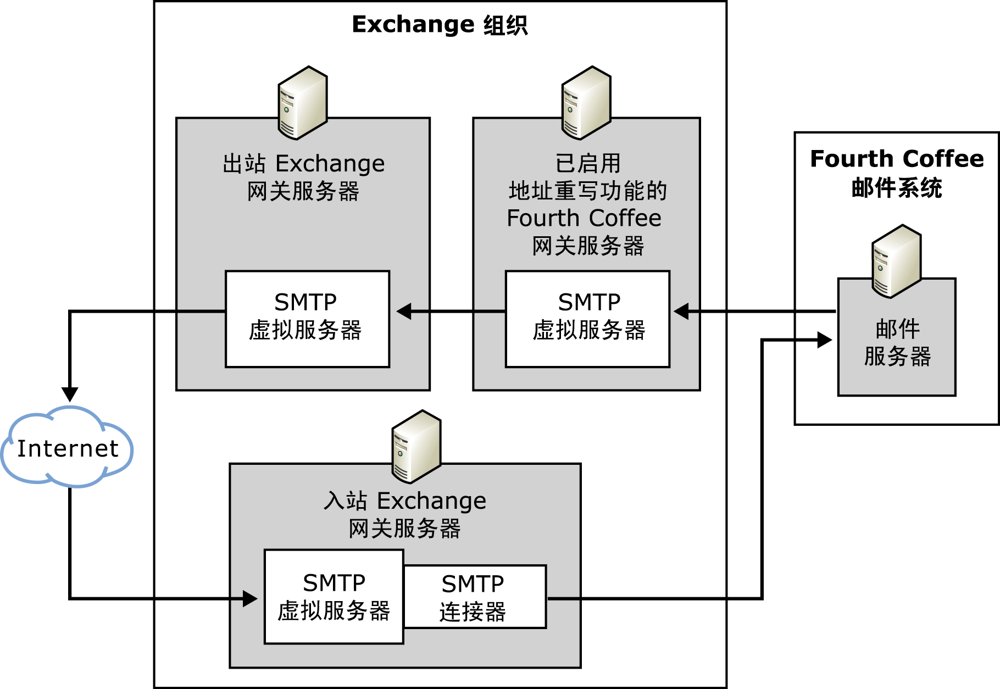 Exchange 组织
出站 Exchange
网关服务器
SMTP
虚拟服务器
已启用
地址重写功能的
Fourth Coffee
网关服务器
SMTP
虚拟服务器
Fourth Coffee
邮件系统
邮件
服务器
Internet
入站 Exchange
网关服务器
SMTP
虚拟服务器
SMTP
连接器